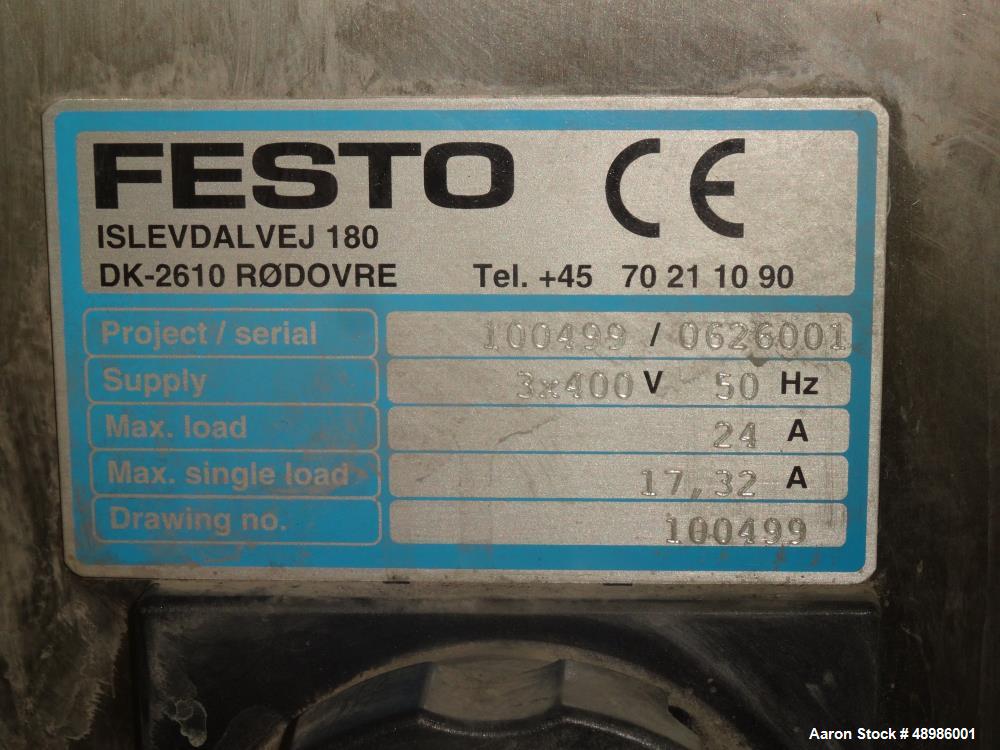 FESTO CE
ISLEVDALVEJ 180
DK-2610 RØDOVRE Tel. +45 70 21 10 90
Project / serial 100499 / 0626001
Supply 3x400 V ~ 50 Hz
Max. load 24 A
Max. single load 17,32 A
Drawing no. 100499
Aaron Stock # 48986001